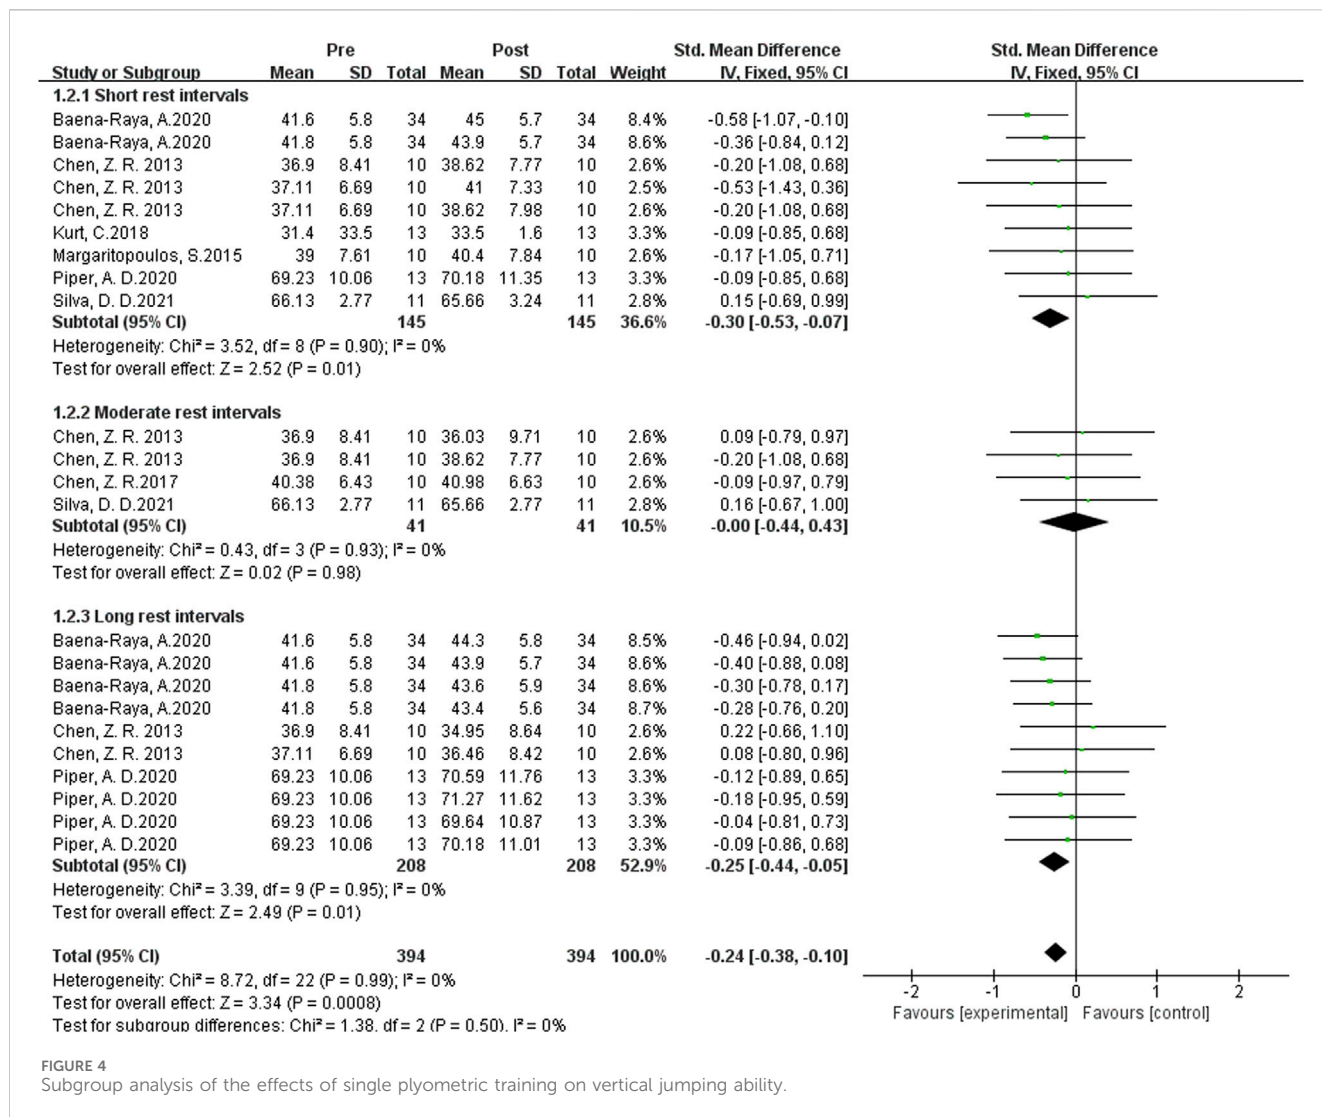 Pre Post Std. Mean Difference Std. Mean Difference
Study or Subgroup Mean SD Total Mean SD Total Weight IV, Fixed, 95% CI IV, Fixed, 95% CI
1.2.1 Short rest intervals
Baena-Raya, A.2020 41.6 5.8 34 45 5.7 34 8.4% -0.58 [-1.07, -0.10]
Baena-Raya, A.2020 41.8 5.8 34 43.9 5.7 34 8.6% -0.36 [-0.84, 0.12]
Chen, Z. R. 2013 36.9 8.41 10 38.62 7.77 10 2.6% -0.20 [-1.08, 0.68]
Chen, Z. R. 2013 37.11 6.69 10 41 7.33 10 2.5% -0.53 [-1.43, 0.36]
Chen, Z. R. 2013 37.11 6.69 10 38.62 7.98 10 2.6% -0.20 [-1.08, 0.68]
Kurt, C.2018 31.4 33.5 13 33.5 1.6 13 3.3% -0.09 [-0.85, 0.68]
Margaritopoulos, S.2015 39 7.61 10 40.4 7.84 10 2.6% -0.17 [-1.05, 0.71]
Piper, A. D.2020 69.23 10.06 13 70.18 11.35 13 3.3% -0.09 [-0.85, 0.68]
Silva, D. D.2021 66.13 2.77 11 65.66 3.24 11 2.8% 0.15 [-0.69, 0.99]
Subtotal (95% CI) 145 145 36.6% -0.30 [-0.53, -0.07]
Heterogeneity: Chi² = 3.52, df = 8 (P = 0.90); I² = 0%
Test for overall effect: Z = 2.52 (P = 0.01)
1.2.2 Moderate rest intervals
Chen, Z. R. 2013 36.9 8.41 10 36.03 9.71 10 2.6% 0.09 [-0.79, 0.97]
Chen, Z. R. 2013 36.9 8.41 10 38.62 7.77 10 2.6% -0.20 [-1.08, 0.68]
Chen, Z. R.2017 40.38 6.43 10 40.98 6.63 10 2.6% -0.09 [-0.97, 0.79]
Silva, D. D.2021 66.13 2.77 11 65.66 2.77 11 2.8% 0.16 [-0.67, 1.00]
Subtotal (95% CI) 41 41 10.5% -0.00 [-0.44, 0.43]
Heterogeneity: Chi² = 0.43, df = 3 (P = 0.93); I² = 0%
Test for overall effect: Z = 0.02 (P = 0.98)
1.2.3 Long rest intervals
Baena-Raya, A.2020 41.6 5.8 34 44.3 5.8 34 8.5% -0.46 [-0.94, 0.02]
Baena-Raya, A.2020 41.6 5.8 34 43.9 5.7 34 8.6% -0.40 [-0.88, 0.08]
Baena-Raya, A.2020 41.8 5.8 34 43.6 5.9 34 8.6% -0.30 [-0.78, 0.17]
Baena-Raya, A.2020 41.8 5.8 34 43.4 5.6 34 8.7% -0.28 [-0.76, 0.20]
Chen, Z. R. 2013 36.9 8.41 10 34.95 8.64 10 2.6% 0.22 [-0.66, 1.10]
Chen, Z. R. 2013 37.11 6.69 10 36.46 8.42 10 2.6% 0.08 [-0.80, 0.96]
Piper, A. D.2020 69.23 10.06 13 70.59 11.76 13 3.3% -0.12 [-0.89, 0.65]
Piper, A. D.2020 69.23 10.06 13 71.27 11.62 13 3.3% -0.18 [-0.95, 0.59]
Piper, A. D.2020 69.23 10.06 13 69.64 10.87 13 3.3% -0.04 [-0.81, 0.73]
Piper, A. D.2020 69.23 10.06 13 70.18 11.01 13 3.3% -0.09 [-0.86, 0.68]
Subtotal (95% CI) 208 208 52.9% -0.25 [-0.44, -0.05]
Heterogeneity: Chi² = 3.39, df = 9 (P = 0.95); I² = 0%
Test for overall effect: Z = 2.49 (P = 0.01)
Total (95% CI) 394 394 100.0% -0.24 [-0.38, -0.10]
Heterogeneity: Chi² = 8.72, df = 22 (P = 0.99); I² = 0%
Test for overall effect: Z = 3.34 (P = 0.0008)
Test for subgroup differences: Chi² = 1.38, df = 2 (P = 0.50), I² = 0%
-2 -1 0 1 2
Favours [experimental] Favours [control]
FIGURE 4
Subgroup analysis of the effects of single plyometric training on vertical jumping ability.